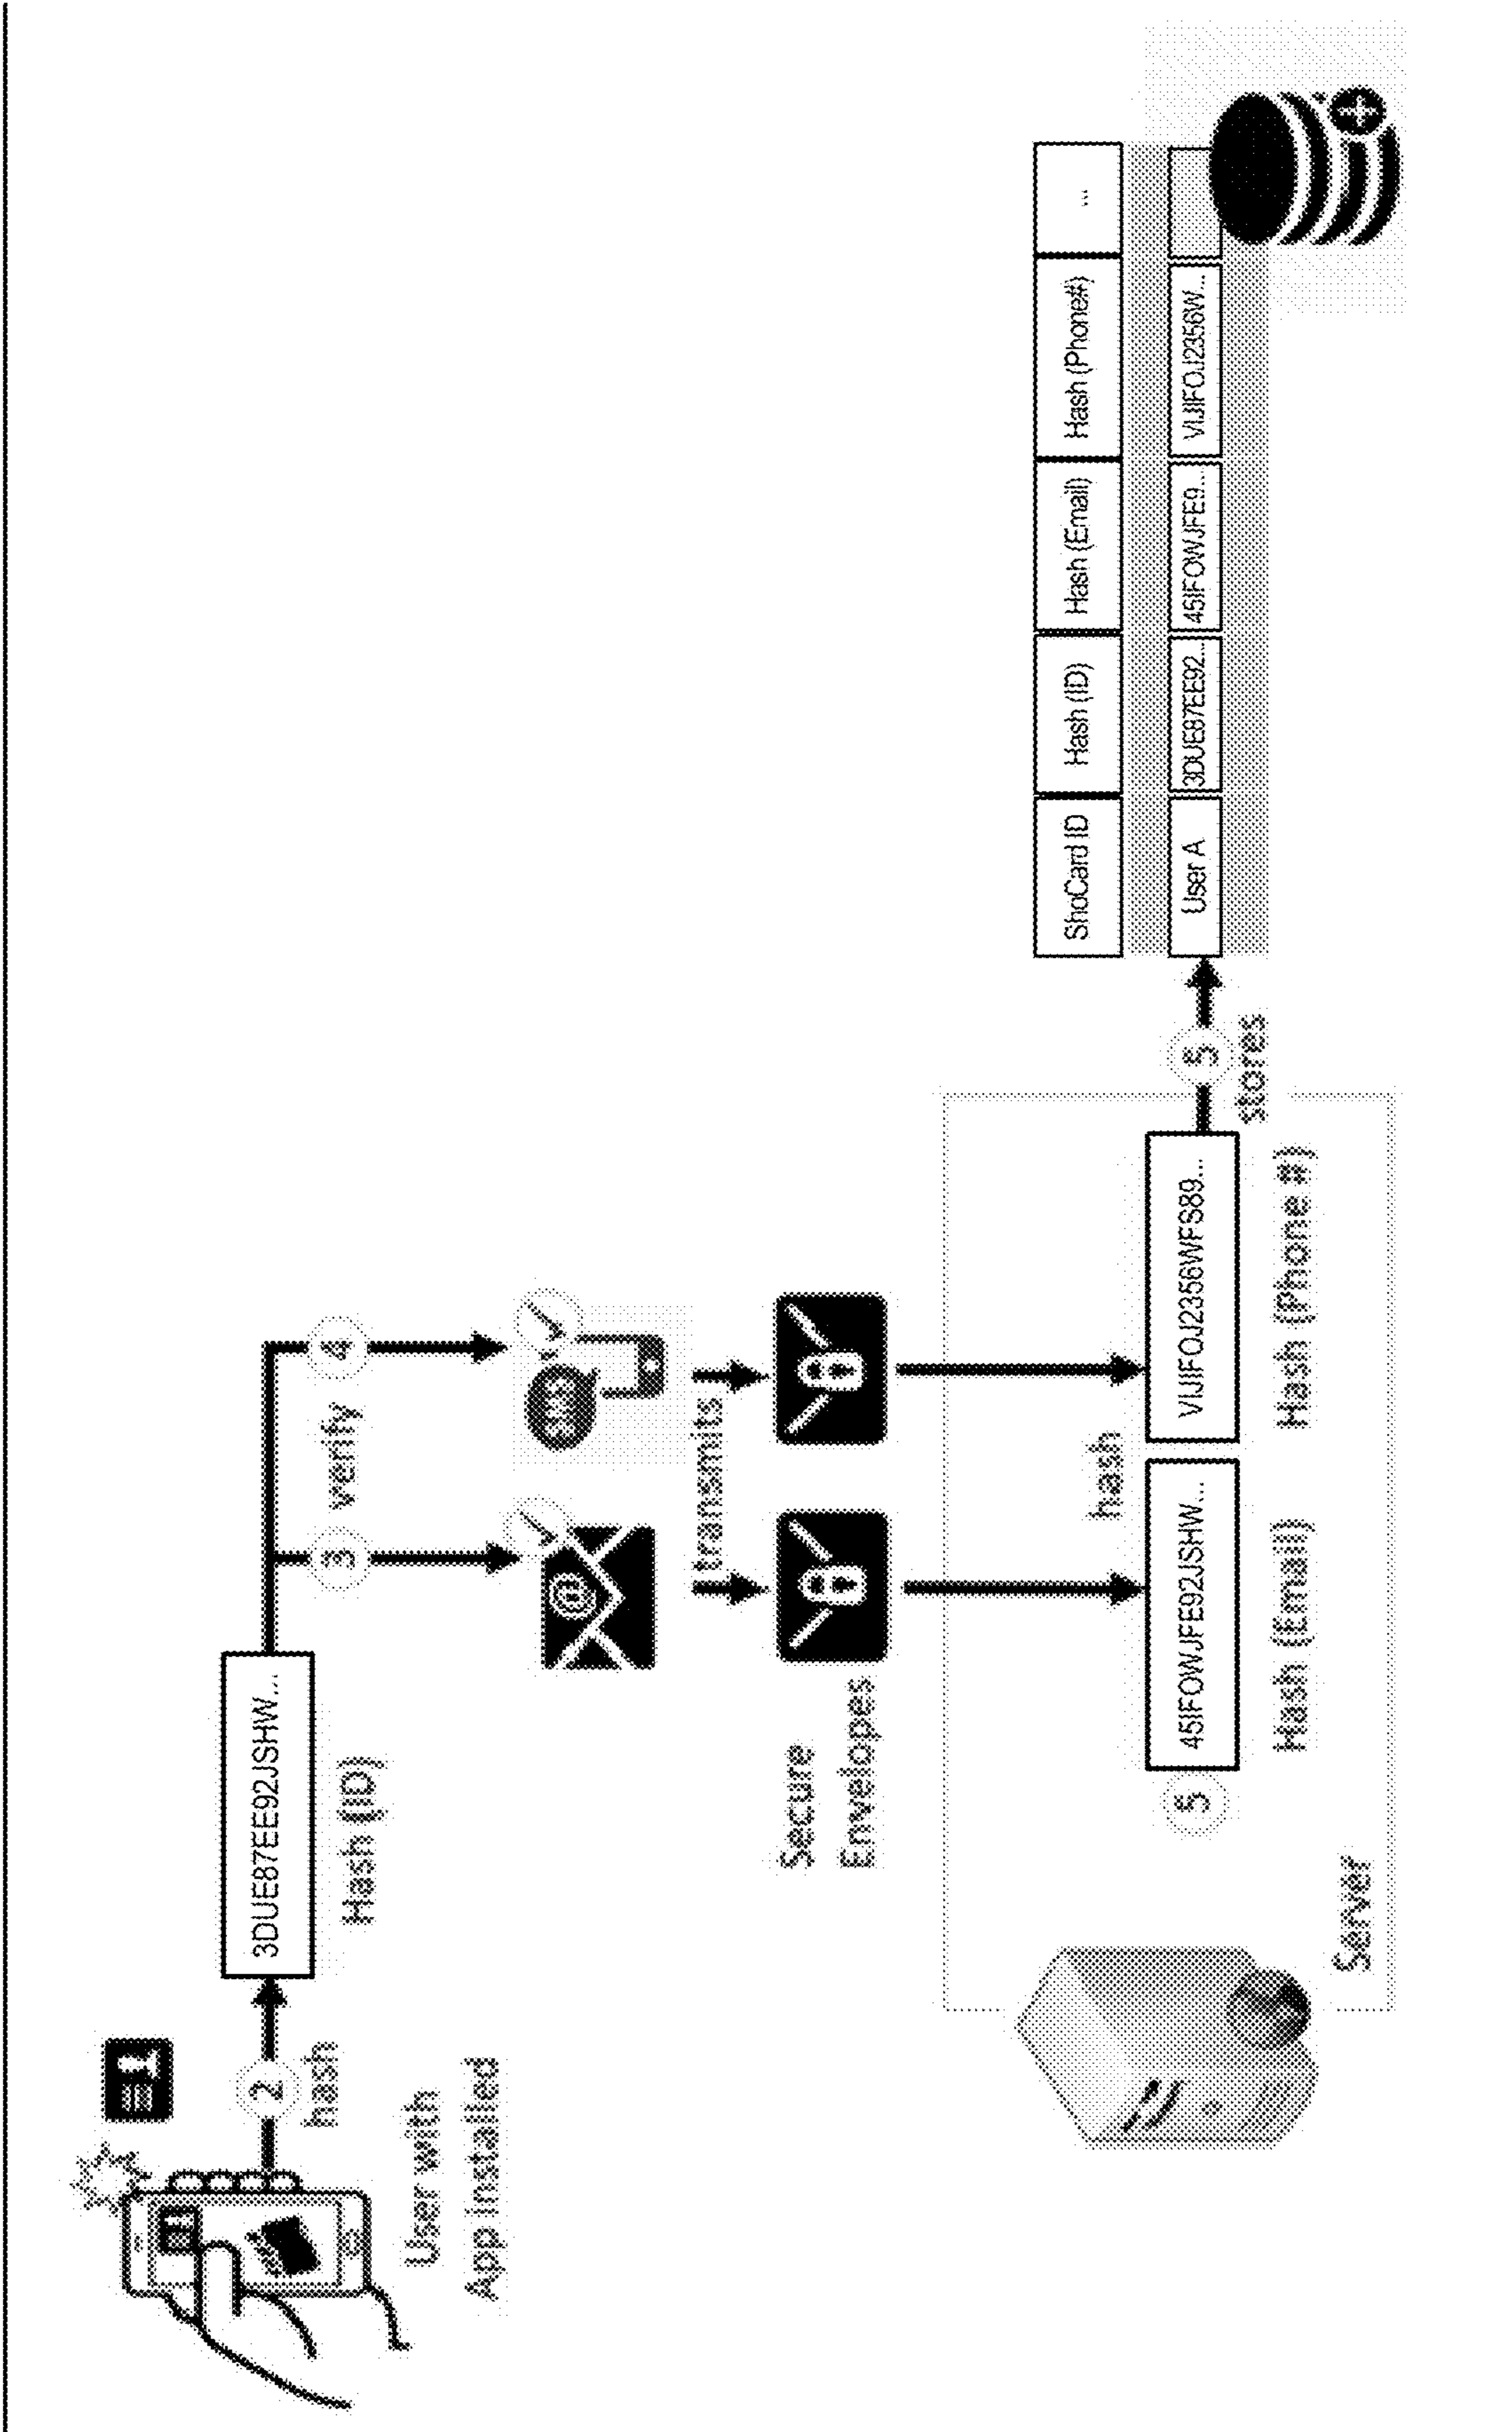 2
hash
User with
App installed
3DUE87EE92JSHW...
Hash (ID)
3
verify
4
@
SMS
transmits
Secure
Envelopes
hash
5
45IFOWJFE92JSHW...
VIJIFOJ2356WFS89...
Hash (Email)
Hash (Phone #)
Server
5
stores
ShoCard ID
Hash (ID)
Hash (Email)
Hash (Phone#)
...
User A
3DUE87EE92...
45IFOWJFE9...
VIJIFOJ2356W...